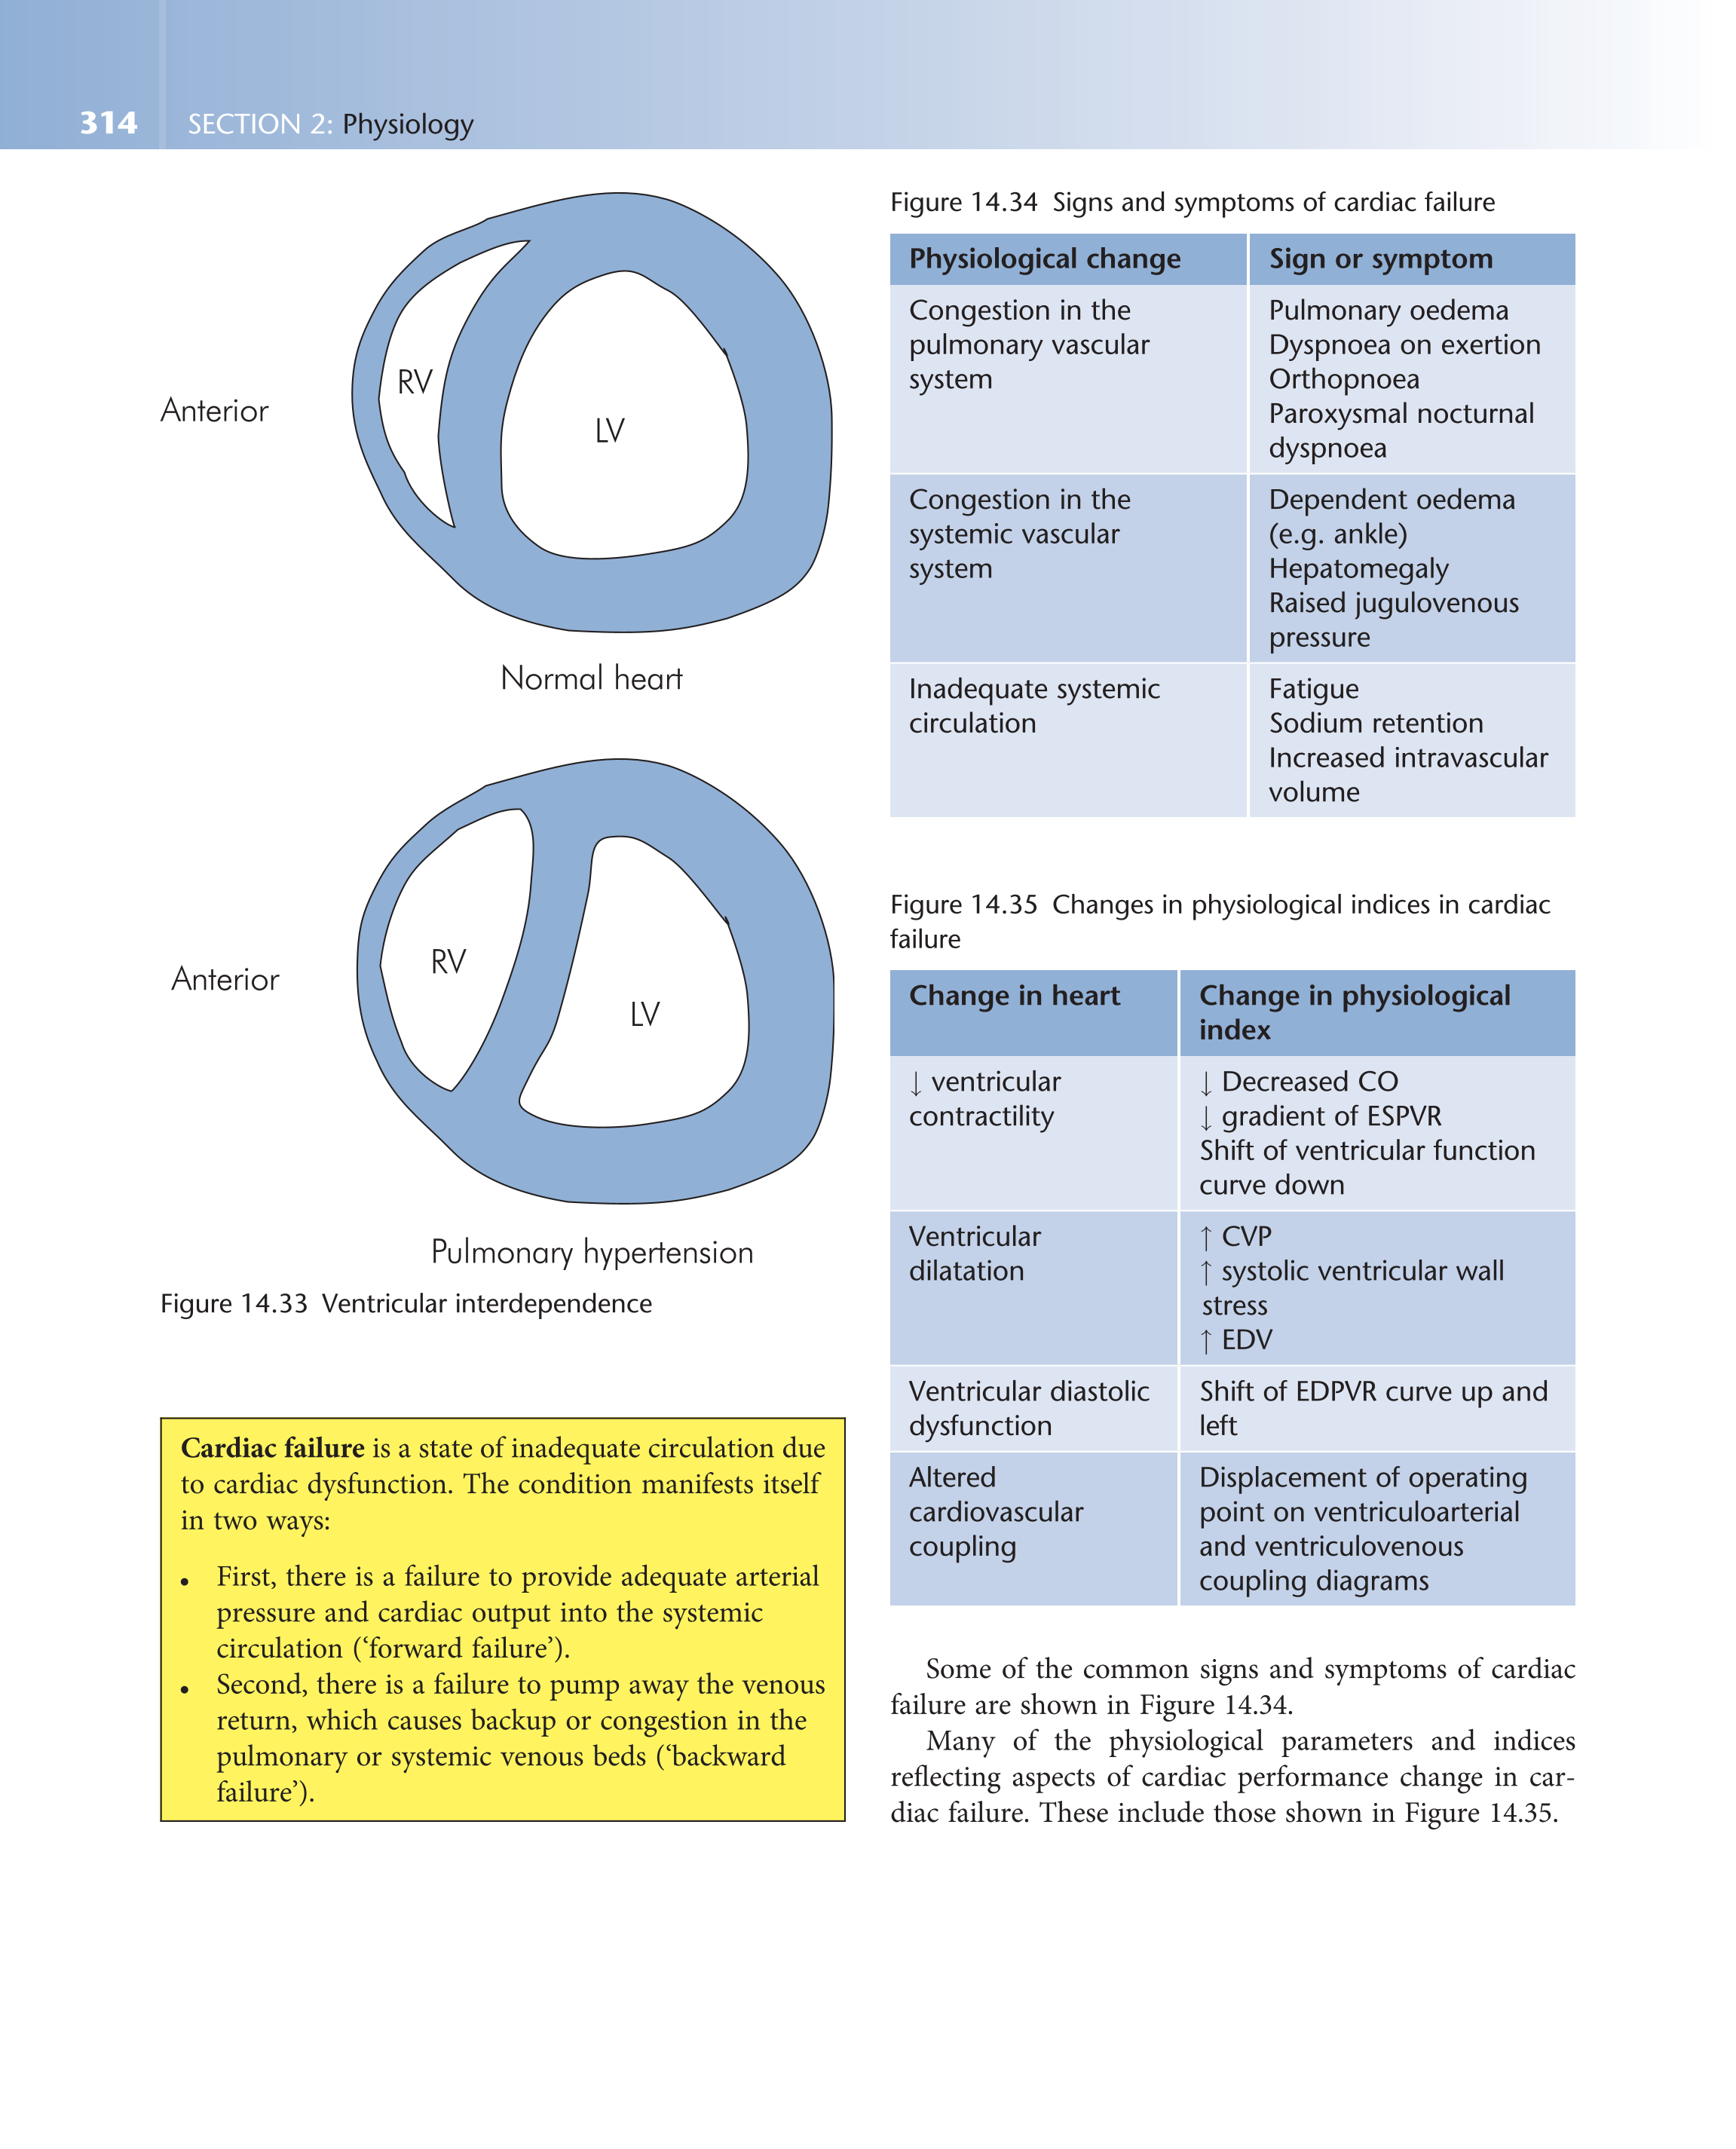 314 SECTION 2: Physiology
RV
Anterior
LV
Normal heart
RV
Anterior
LV
Pulmonary hypertension
Figure 14.33 Ventricular interdependence
Cardiac failure is a state of inadequate circulation due
to cardiac dysfunction. The condition manifests itself
in two ways:
• First, there is a failure to provide adequate arterial
pressure and cardiac output into the systemic
circulation (‘forward failure’).
• Second, there is a failure to pump away the venous
return, which causes backup or congestion in the
pulmonary or systemic venous beds (‘backward
failure’).
Figure 14.34 Signs and symptoms of cardiac failure
Physiological change
Sign or symptom
Congestion in the
pulmonary vascular
system
Pulmonary oedema
Dyspnoea on exertion
Orthopnoea
Paroxysmal nocturnal
dyspnoea
Congestion in the
systemic vascular
system
Dependent oedema
(e.g. ankle)
Hepatomegaly
Raised jugulovenous
pressure
Inadequate systemic
circulation
Fatigue
Sodium retention
Increased intravascular
volume
Figure 14.35 Changes in physiological indices in cardiac
failure
Change in heart
Change in physiological
index
↓ ventricular
contractility
↓ Decreased CO
↓ gradient of ESPVR
Shift of ventricular function
curve down
Ventricular
dilatation
↑ CVP
↑ systolic ventricular wall
stress
↑ EDV
Ventricular diastolic
dysfunction
Shift of EDPVR curve up and
left
Altered
cardiovascular
coupling
Displacement of operating
point on ventriculoarterial
and ventriculovenous
coupling diagrams
Some of the common signs and symptoms of cardiac
failure are shown in Figure 14.34.
Many of the physiological parameters and indices
reflecting aspects of cardiac performance change in car-
diac failure. These include those shown in Figure 14.35.